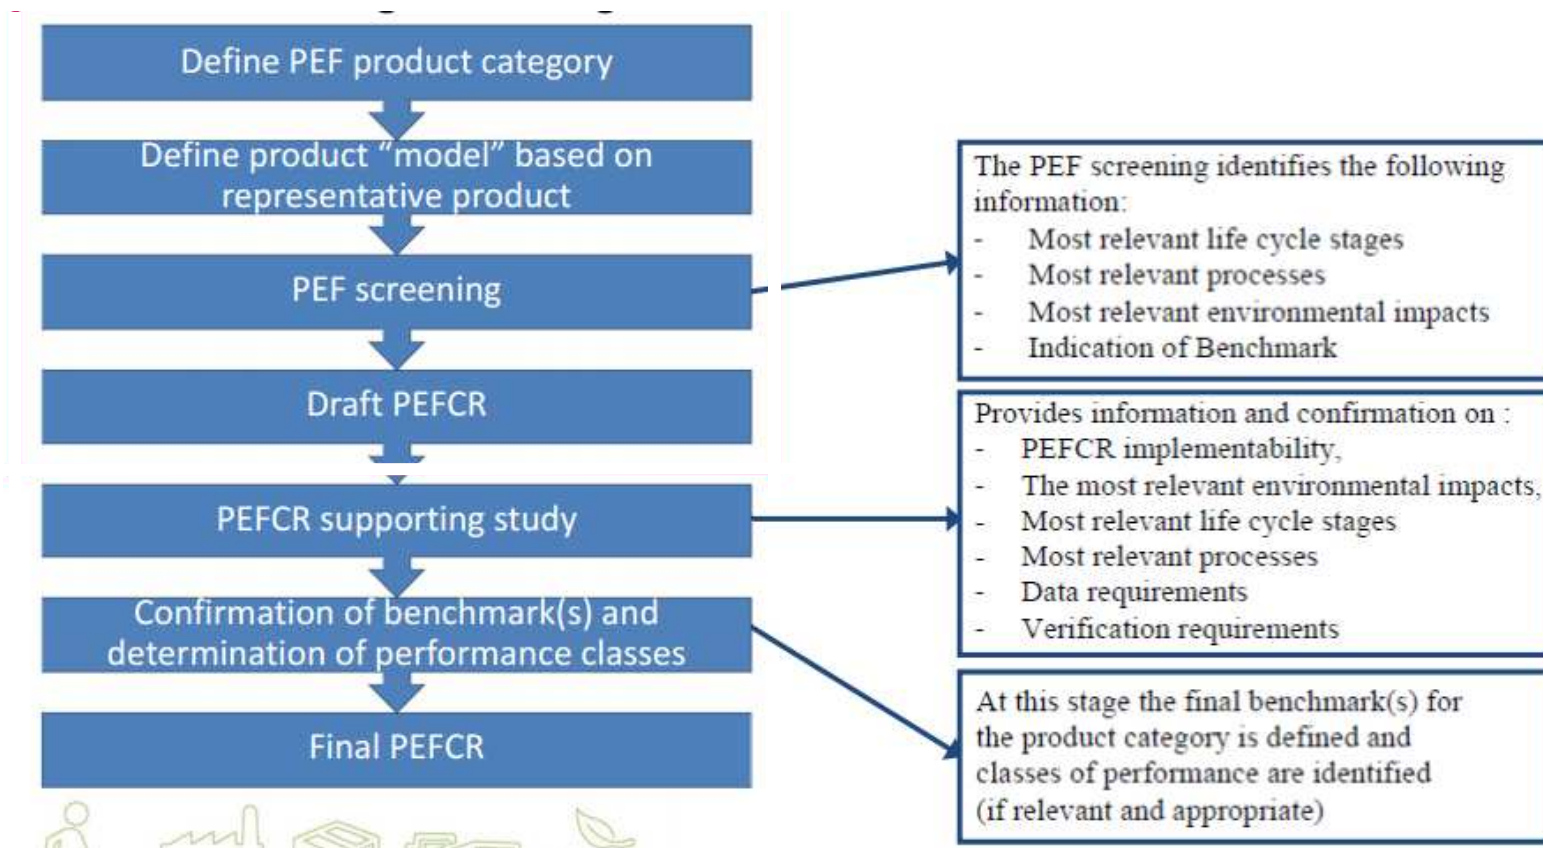 Define PEF product category
Define product “model” based on
representative product
PEF screening
Draft PEFCR
PEFCR supporting study
Confirmation of benchmark(s) and
determination of performance classes
Final PEFCR
The PEF screening identifies the following
information:
- Most relevant life cycle stages
- Most relevant processes
- Most relevant environmental impacts
- Indication of Benchmark
Provides information and confirmation on :
- PEFCR implementability,
- The most relevant environmental impacts,
- Most relevant life cycle stages
- Most relevant processes
- Data requirements
- Verification requirements
At this stage the final benchmark(s) for
the product category is defined and
classes of performance are identified
(if relevant and appropriate)